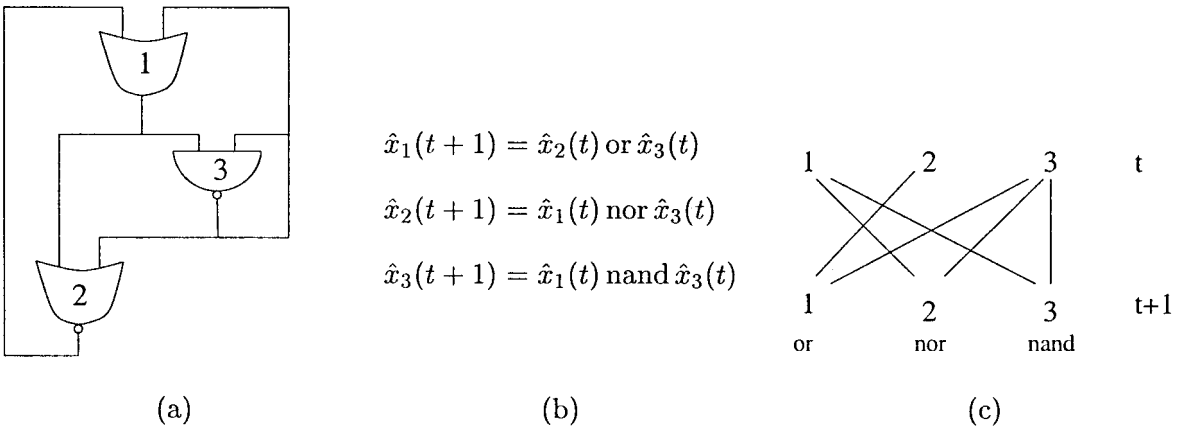 1
3
2
x̂₁(t + 1) = x̂₂(t) or x̂₃(t)
x̂₂(t + 1) = x̂₁(t) nor x̂₃(t)
x̂₃(t + 1) = x̂₁(t) nand x̂₃(t)
1 2 3 t
1 2 3 t+1
or nor nand
(a) (b) (c)